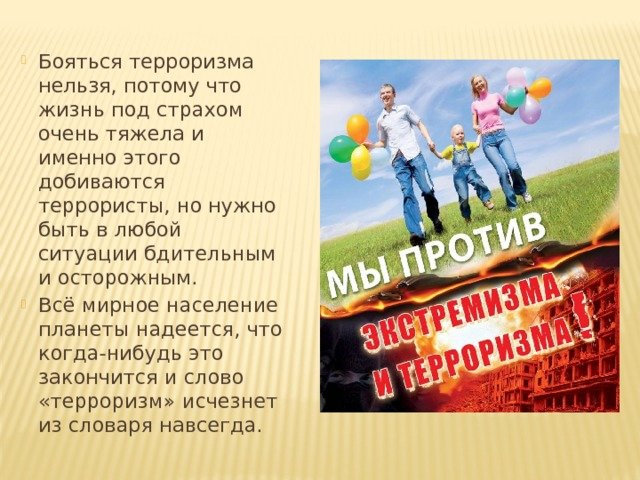 Бояться терроризма
нельзя, потому что
жизнь под страхом
очень тяжела и
именно этого
добиваются
террористы, но нужно
быть в любой
ситуации бдительным
и осторожным.
Всё мирное население
планеты надеется, что
когда-нибудь это
закончится и слово
«терроризм» исчезнет
из словаря навсегда.
МЫ ПРОТИВ
ЭКСТРЕМИЗМА
И ТЕРРОРИЗМА!